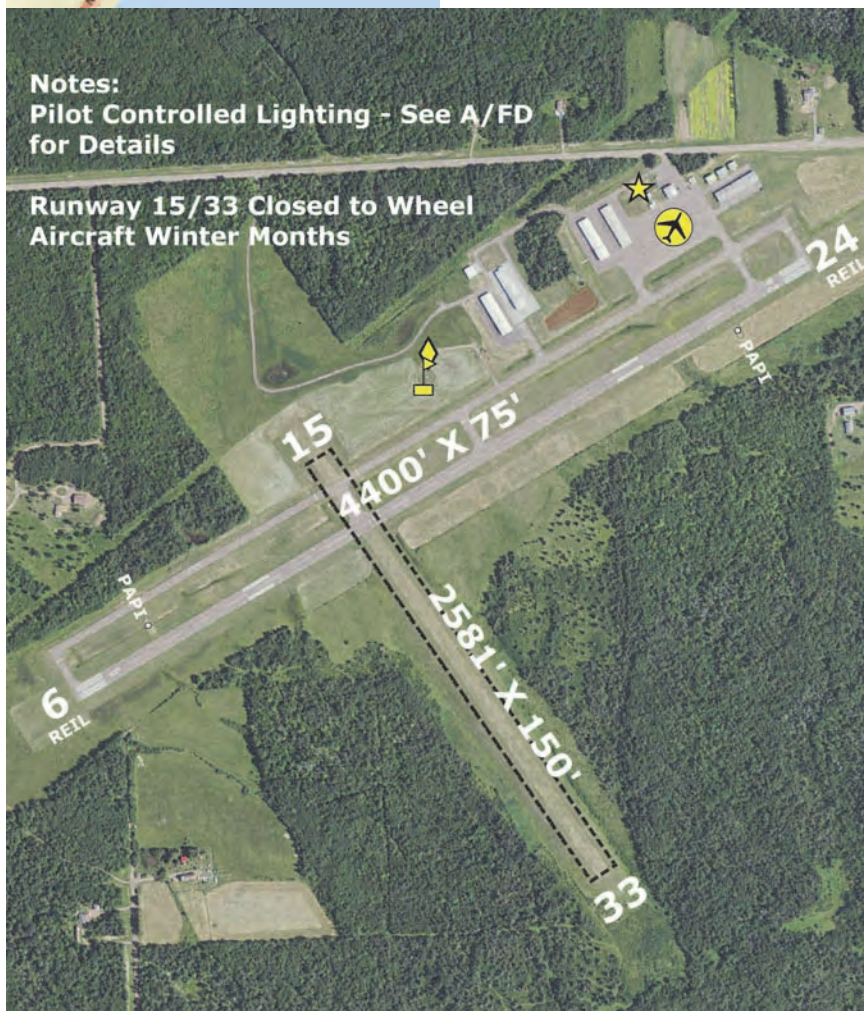 Notes:
Pilot Controlled Lighting - See A/FD
for Details
Runway 15/33 Closed to Wheel
Aircraft Winter Months
24
REIL
PAPI
15
4400' X 75'
2581' X 150'
PAPI
6
REIL
33